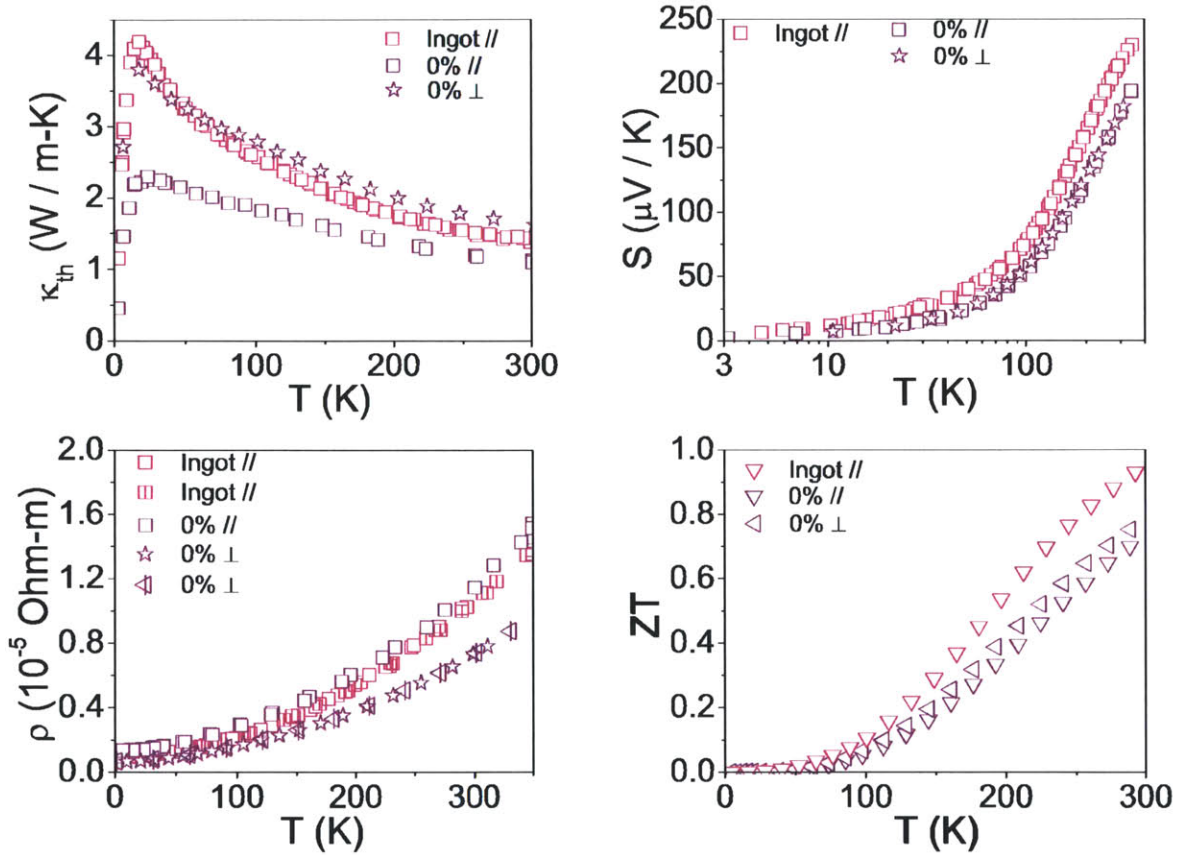 κth (W / m-K)
4
3
2
1
0
Ingot //
0% //
0% ⊥
0 50 100 150 200 250 300
T (K)
S (μV / K)
250
200
150
100
50
0
Ingot // 0% //
0% ⊥
3 10 100
T (K)
ρ (10⁻⁵ Ohm-m)
2.0
1.6
1.2
0.8
0.4
0.0
Ingot //
Ingot //
0% //
0% ⊥
0% ⊥
0 100 200 300
T (K)
ZT
1.0
0.8
0.6
0.4
0.2
0.0
Ingot //
0% //
0% ⊥
0 100 200 300
T (K)